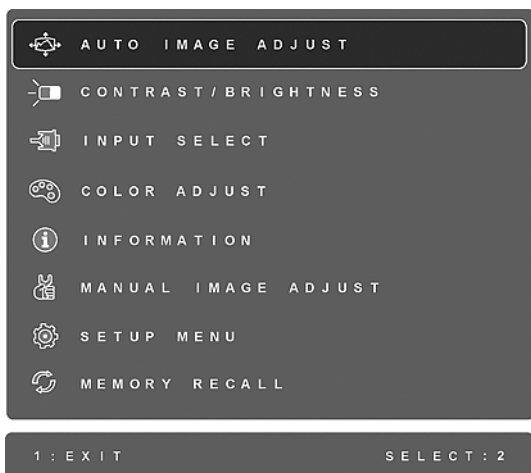 AUTO IMAGE ADJUST
CONTRAST/BRIGHTNESS
INPUT SELECT
COLOR ADJUST
INFORMATION
MANUAL IMAGE ADJUST
SETUP MENU
MEMORY RECALL
1:EXIT SELECT:2